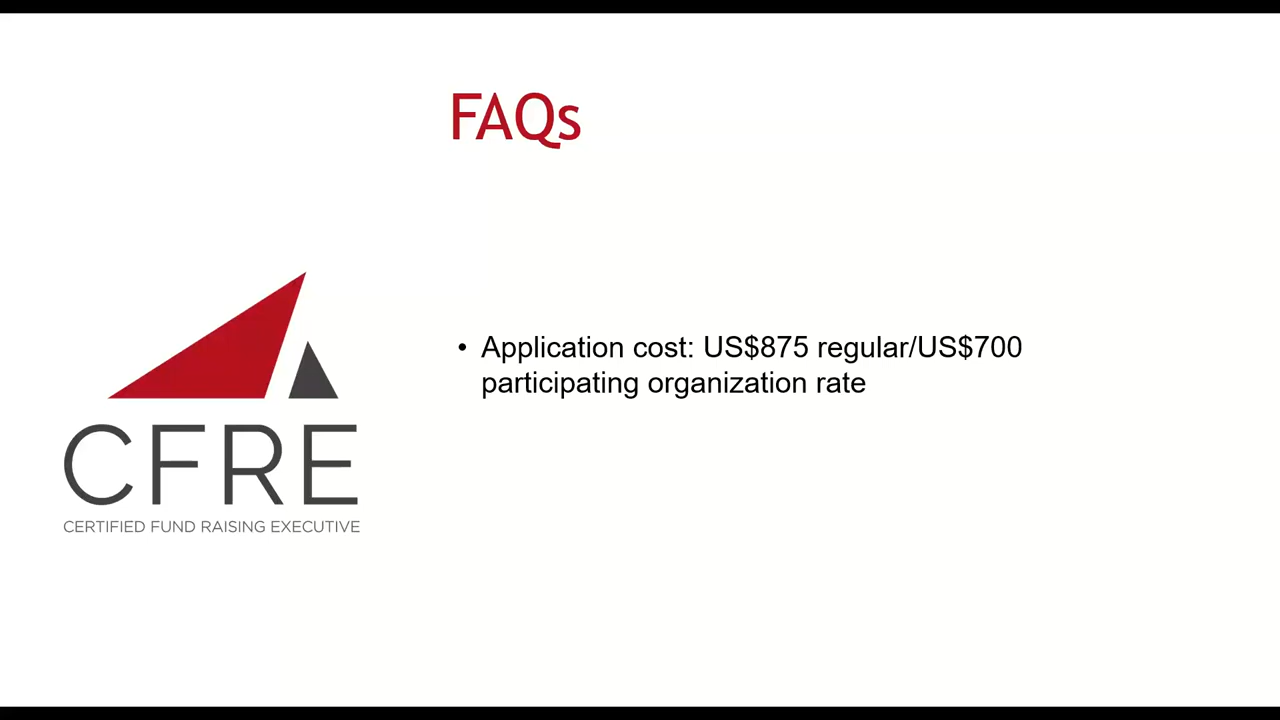 FAQs
• Application cost: US$875 regular/US$700
participating organization rate
CFRE
CERTIFIED FUND RAISING EXECUTIVE